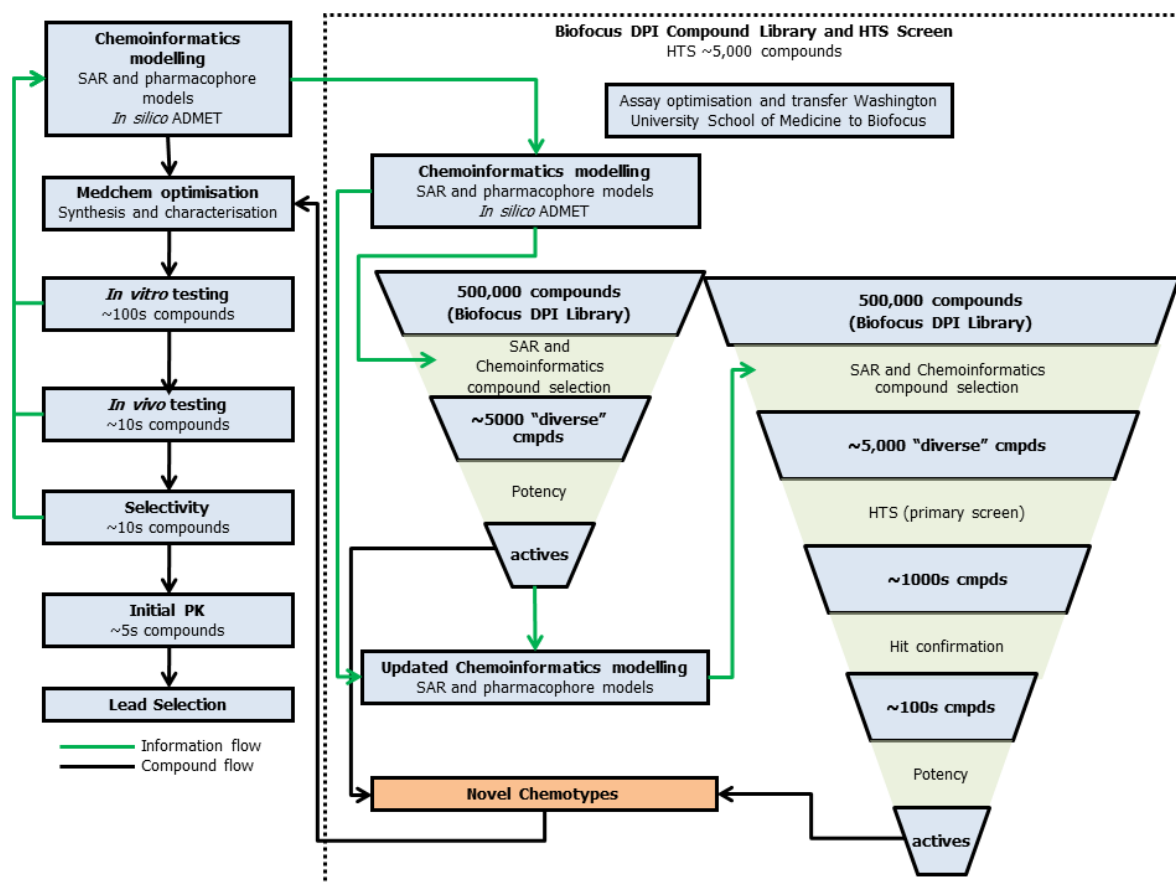 Chemoinformatics
modelling
SAR and pharmacophore
models
In silico ADMET
Medchem optimisation
Synthesis and characterisation
In vitro testing
~100s compounds
In vivo testing
~10s compounds
Selectivity
~10s compounds
Initial PK
~5s compounds
Lead Selection
Information flow
Compound flow
Biofocus DPI Compound Library and HTS Screen
HTS ~5,000 compounds
Assay optimisation and transfer Washington
University School of Medicine to Biofocus
Chemoinformatics modelling
SAR and pharmacophore models
In silico ADMET
500,000 compounds
(Biofocus DPI Library)
SAR and
Chemoinformatics
compound selection
~5000 “diverse”
cmpds
Potency
actives
Updated Chemoinformatics modelling
SAR and pharmacophore models
Novel Chemotypes
500,000 compounds
(Biofocus DPI Library)
SAR and Chemoinformatics
compound selection
~5,000 “diverse” cmpds
HTS (primary screen)
~1000s cmpds
Hit confirmation
~100s cmpds
Potency
actives